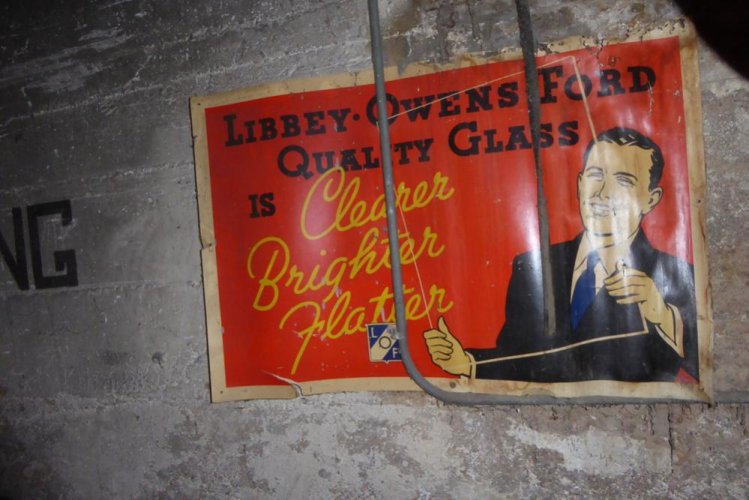 LIBBEY·OWENS FORD
QUALITY GLASS
IS Clearer
Brighter
Flatter
L
O
F
NG